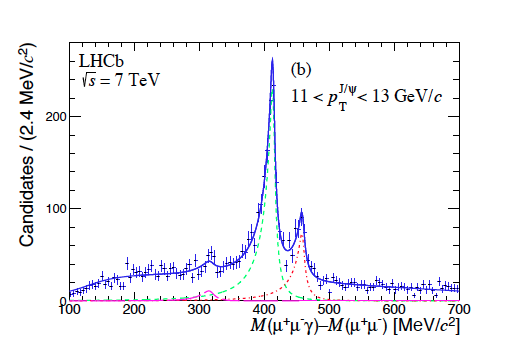 LHCb
√s = 7 TeV
(b)
11 < p_T^{J/ψ} < 13 GeV/c
Candidates / (2.4 MeV/c²)
200
100
0
100 200 300 400 500 600 700
M(μ⁺μ⁻γ)–M(μ⁺μ⁻) [MeV/c²]